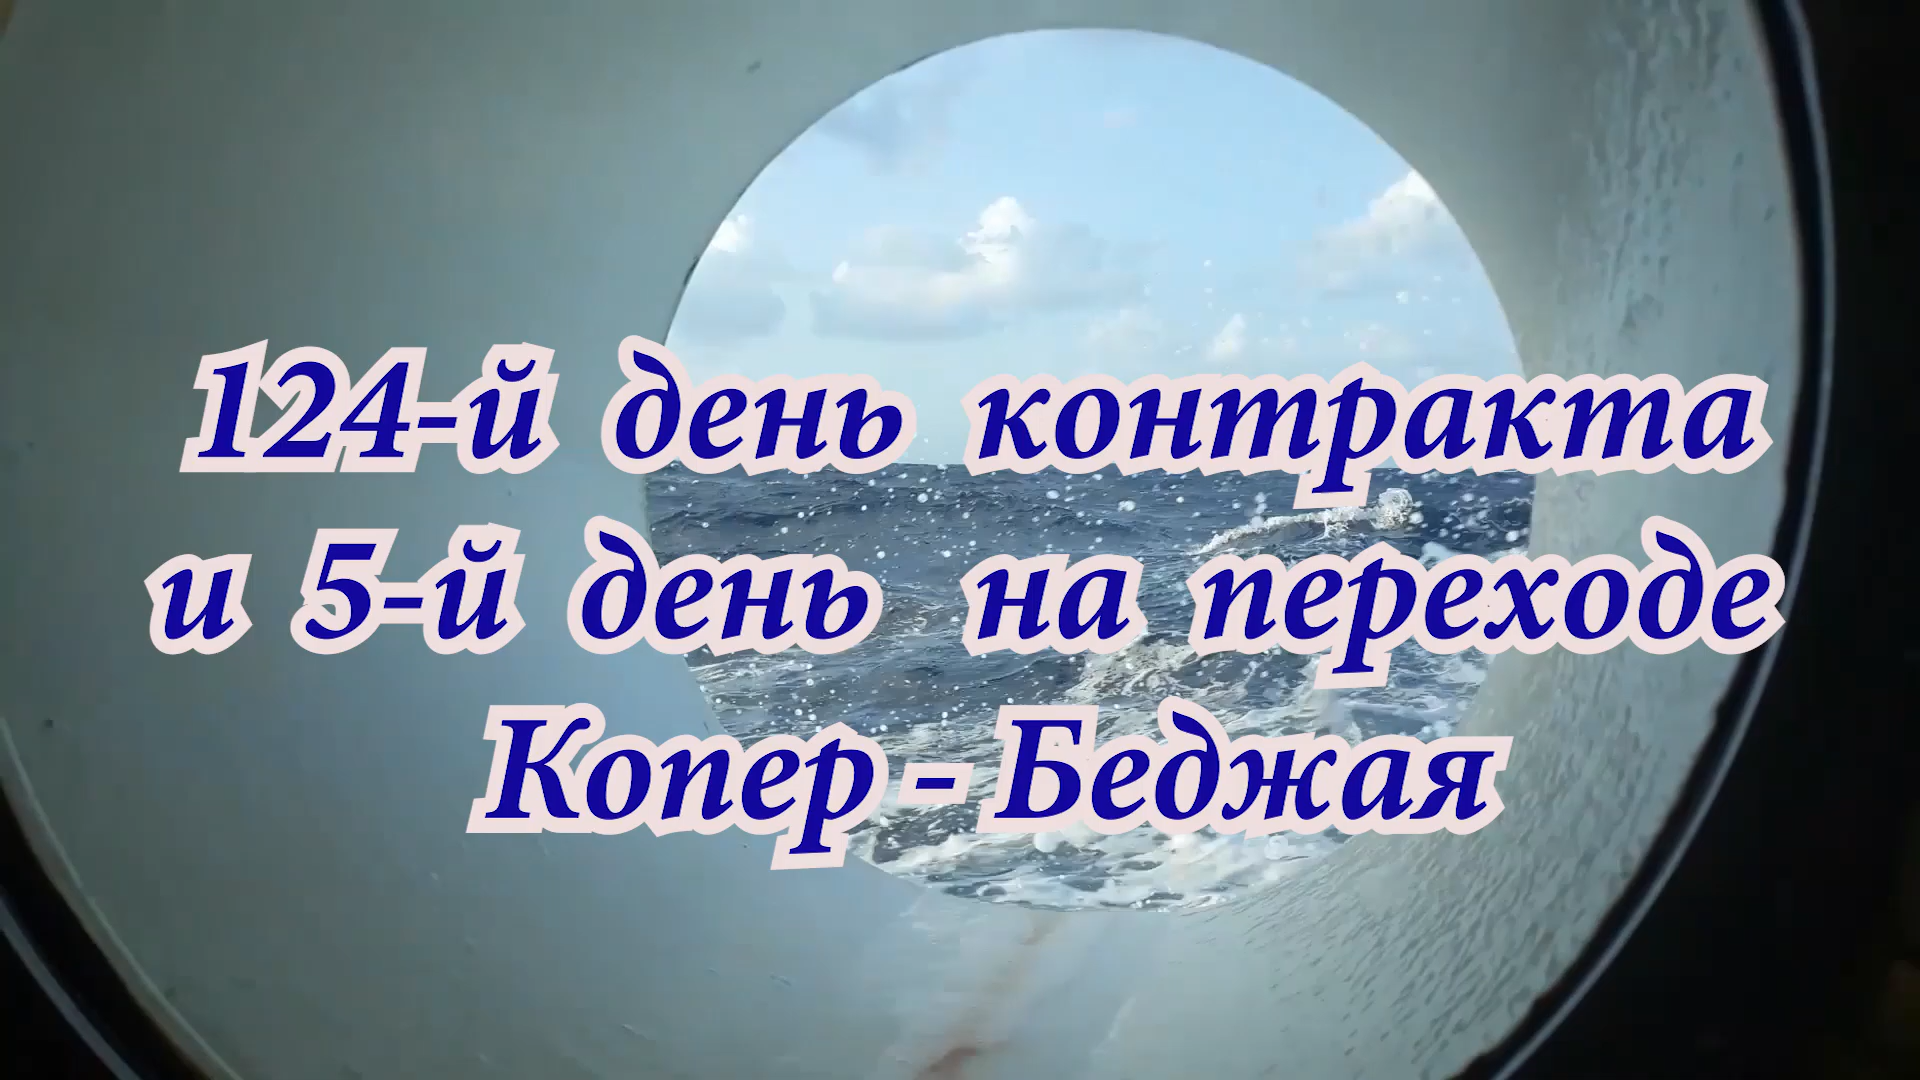 124-й день контракта
и 5-й день на переходе
Копер - Беджая